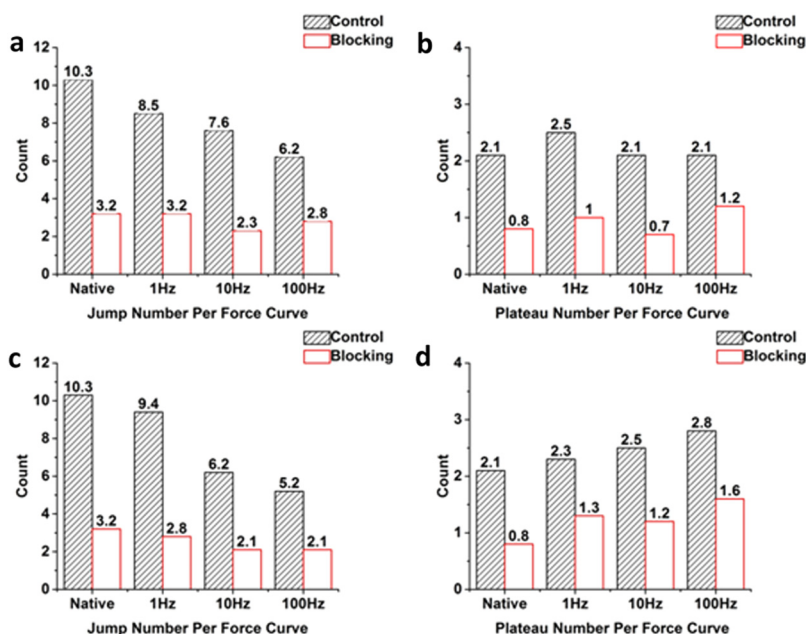 a
Control
Blocking
12
10
8
6
4
2
0
Count
10.3
3.2
8.5
3.2
7.6
2.3
6.2
2.8
Native 1Hz 10Hz 100Hz
Jump Number Per Force Curve
b
Control
Blocking
4
3
2
1
0
Count
2.1
0.8
2.5
1
2.1
0.7
2.1
1.2
Native 1Hz 10Hz 100Hz
Plateau Number Per Force Curve
c
Control
Blocking
12
10
8
6
4
2
0
Count
10.3
3.2
9.4
2.8
6.2
2.1
5.2
2.1
Native 1Hz 10Hz 100Hz
Jump Number Per Force Curve
d
Control
Blocking
4
3
2
1
0
Count
2.1
0.8
2.3
1.3
2.5
1.2
2.8
1.6
Native 1Hz 10Hz 100Hz
Plateau Number Per Force Curve